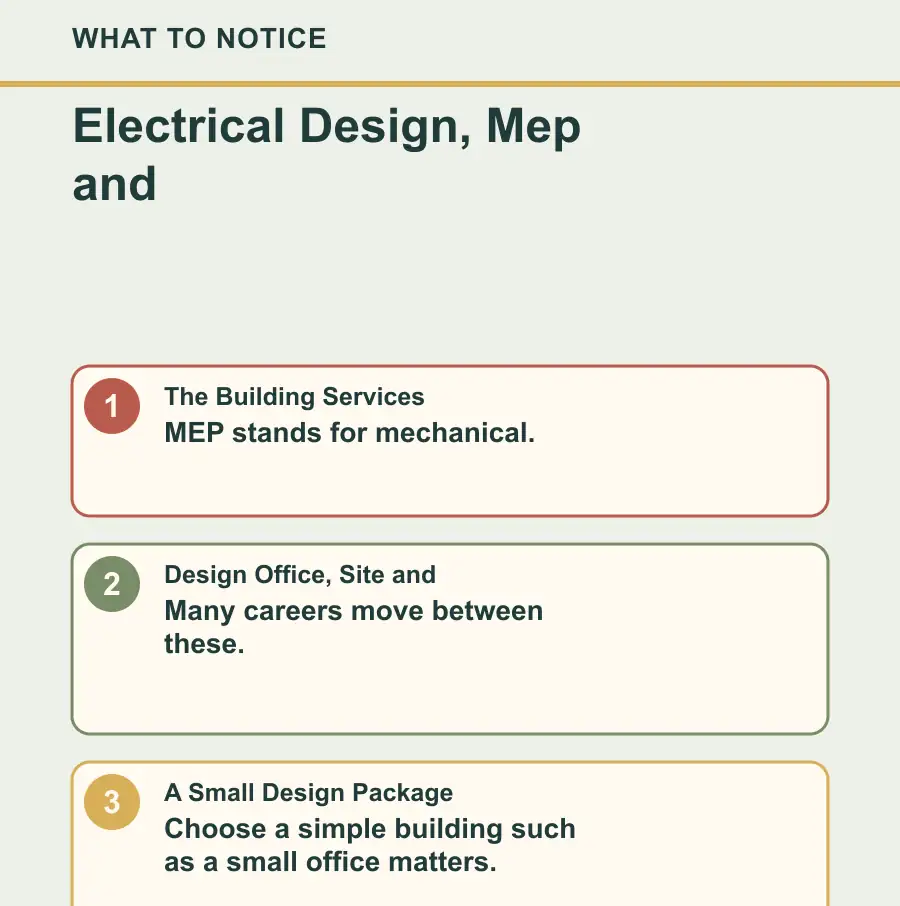 WHAT TO NOTICE
Electrical Design, Mep
and
1
The Building Services
MEP stands for mechanical.
2
Design Office, Site and
Many careers move between
these.
3
A Small Design Package
Choose a simple building such
as a small office matters.